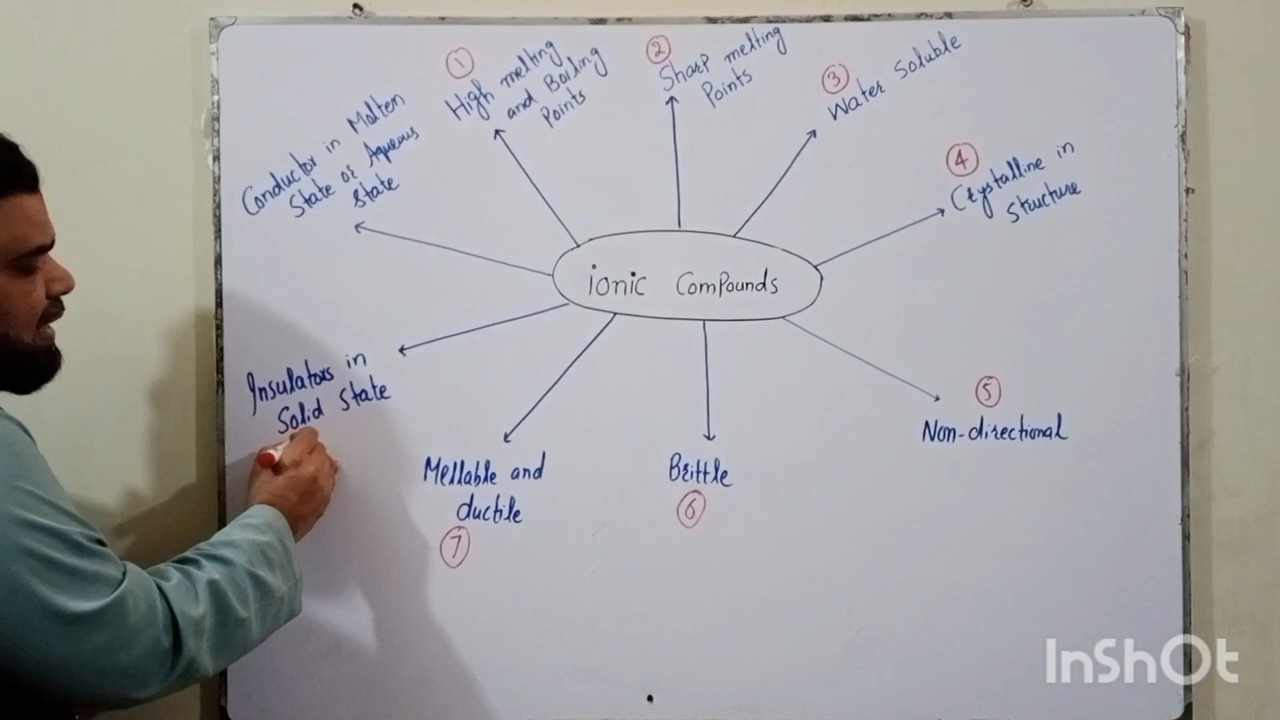 1
High melting
and Boiling
Points
2
Sharp melting
Points
3
Water soluble
4
Crystalline in
structure
Conductor in Molten
State or Aqueous
state
ionic Compounds
Insulators in
Solid State
Mellable and
ductile
7
Brittle
6
5
Non-directional
InShOt